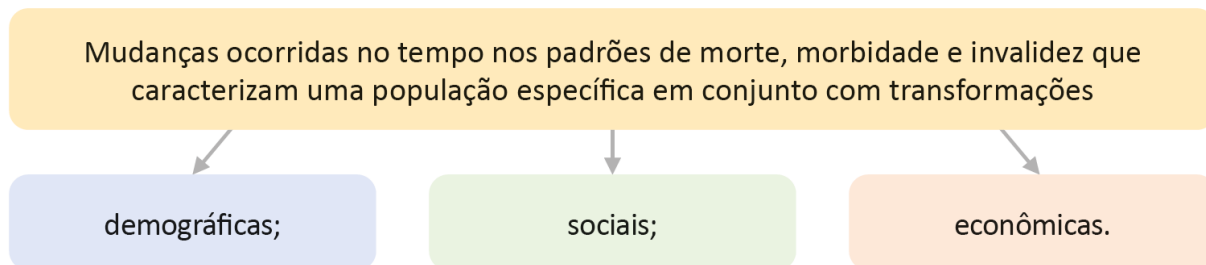 Mudanças ocorridas no tempo nos padrões de morte, morbidade e invalidez que
caracterizam uma população específica em conjunto com transformações
demográficas;
sociais;
econômicas.